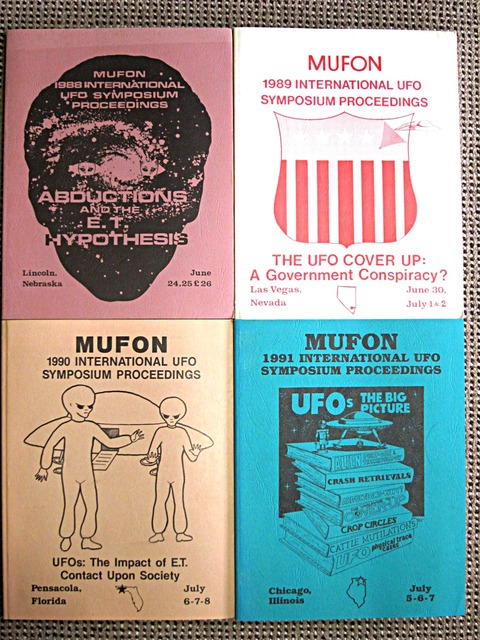 MUFON
1988 INTERNATIONAL
UFO SYMPOSIUM
PROCEEDINGS
ABDUCTIONS
AND THE
E.T.
HYPOTHESIS
Lincoln,
Nebraska
June
24,25 £ 26
MUFON
1989 INTERNATIONAL UFO
SYMPOSIUM PROCEEDINGS
THE UFO COVER UP:
A Government Conspiracy?
Las Vegas,
Nevada
June 30,
July 1 & 2
MUFON
1990 INTERNATIONAL UFO
SYMPOSIUM PROCEEDINGS
UFOs: The Impact of E.T.
Contact Upon Society
Pensacola,
Florida
July
6-7-8
MUFON
1991 INTERNATIONAL UFO
SYMPOSIUM PROCEEDINGS
UFOs THE BIG
PICTURE
CRASH RETRIEVALS
CROP CIRCLES
CATTLE MUTILATIONS
UFO physical trace
cases
Chicago,
Illinois
July
5-6-7